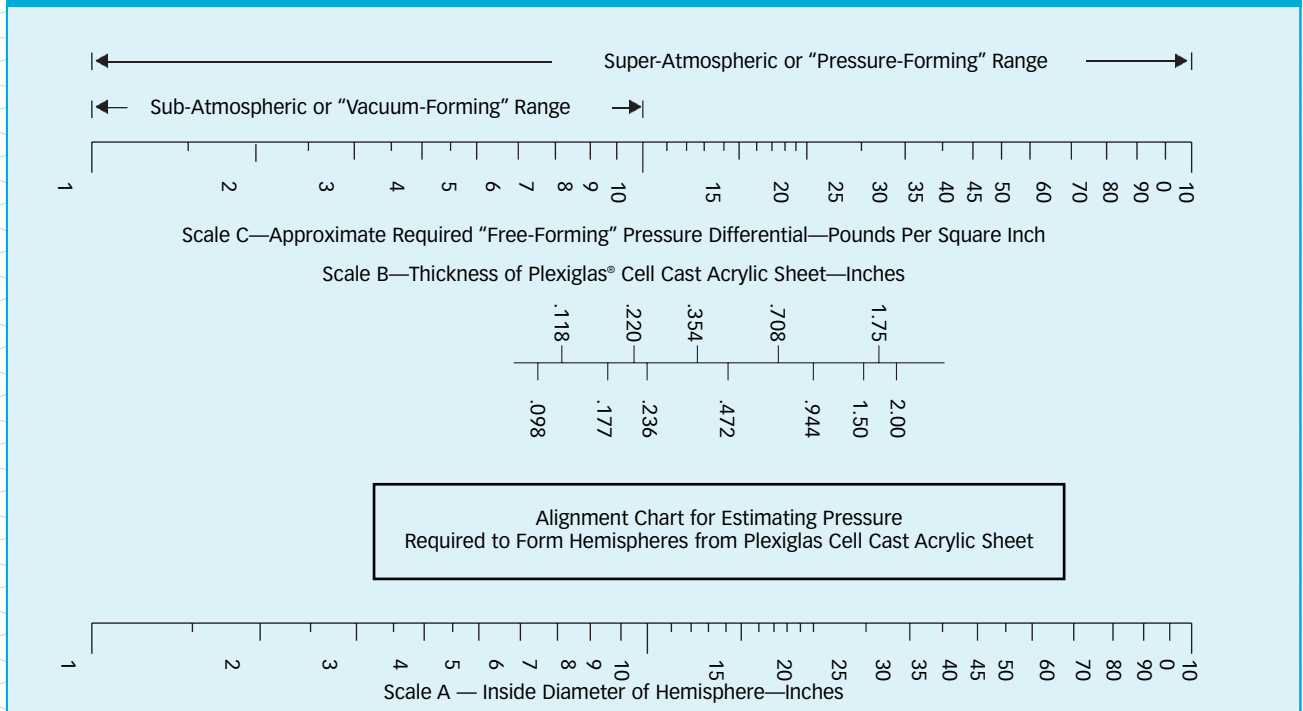 Super-Atmospheric or “Pressure-Forming” Range
Sub-Atmospheric or “Vacuum-Forming” Range
1 2 3 4 5 6 7 8 9 10 15 20 25 30 35 40 45 50 60 70 80 90 0 10
Scale C—Approximate Required “Free-Forming” Pressure Differential—Pounds Per Square Inch
Scale B—Thickness of Plexiglas® Cell Cast Acrylic Sheet—Inches
.118 .220 .354 .708 1.75
.098 .177 .236 .472 .944 1.50 2.00
Alignment Chart for Estimating Pressure
Required to Form Hemispheres from Plexiglas Cell Cast Acrylic Sheet
1 2 3 4 5 6 7 8 9 10 15 20 25 30 35 40 45 50 60 70 80 90 0 10
Scale A — Inside Diameter of Hemisphere—Inches